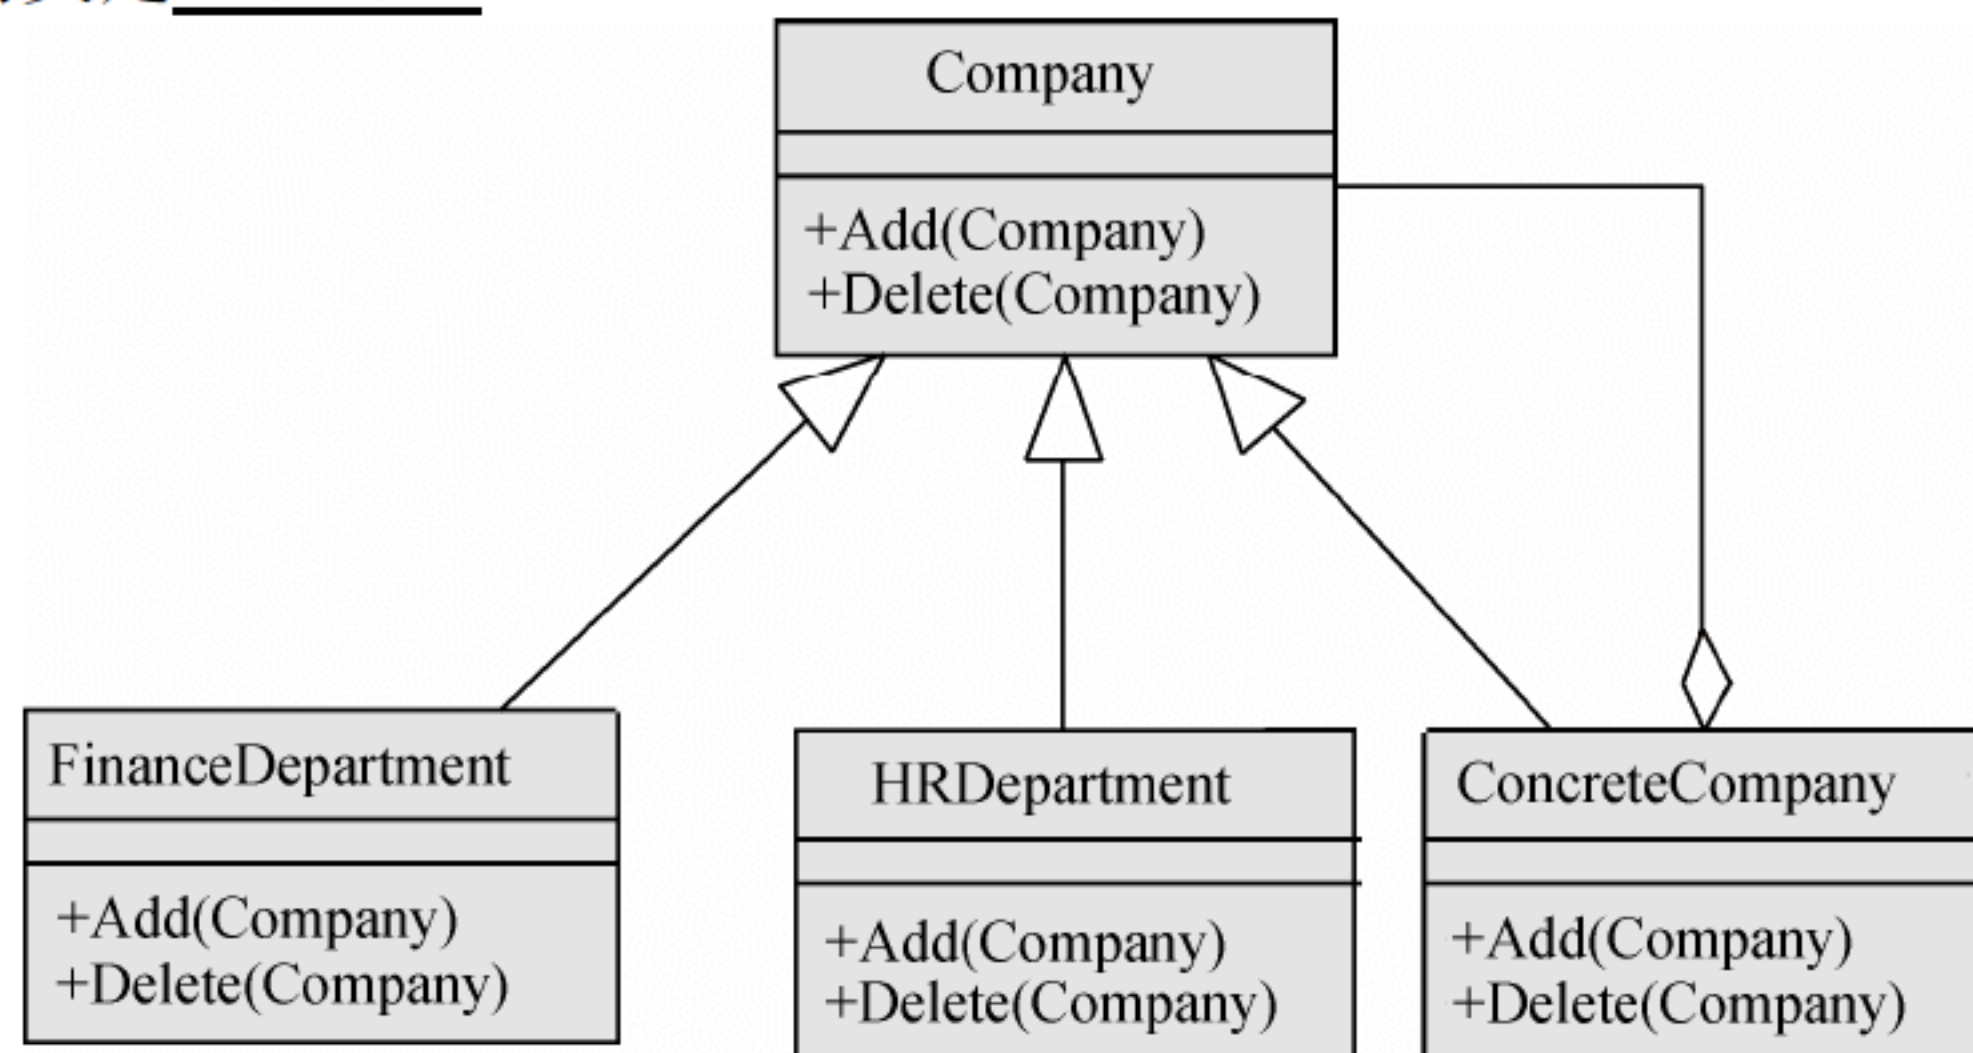 Company
+Add(Company)
+Delete(Company)
FinanceDepartment
+Add(Company)
+Delete(Company)
HRDepartment
+Add(Company)
+Delete(Company)
ConcreteCompany
+Add(Company)
+Delete(Company)